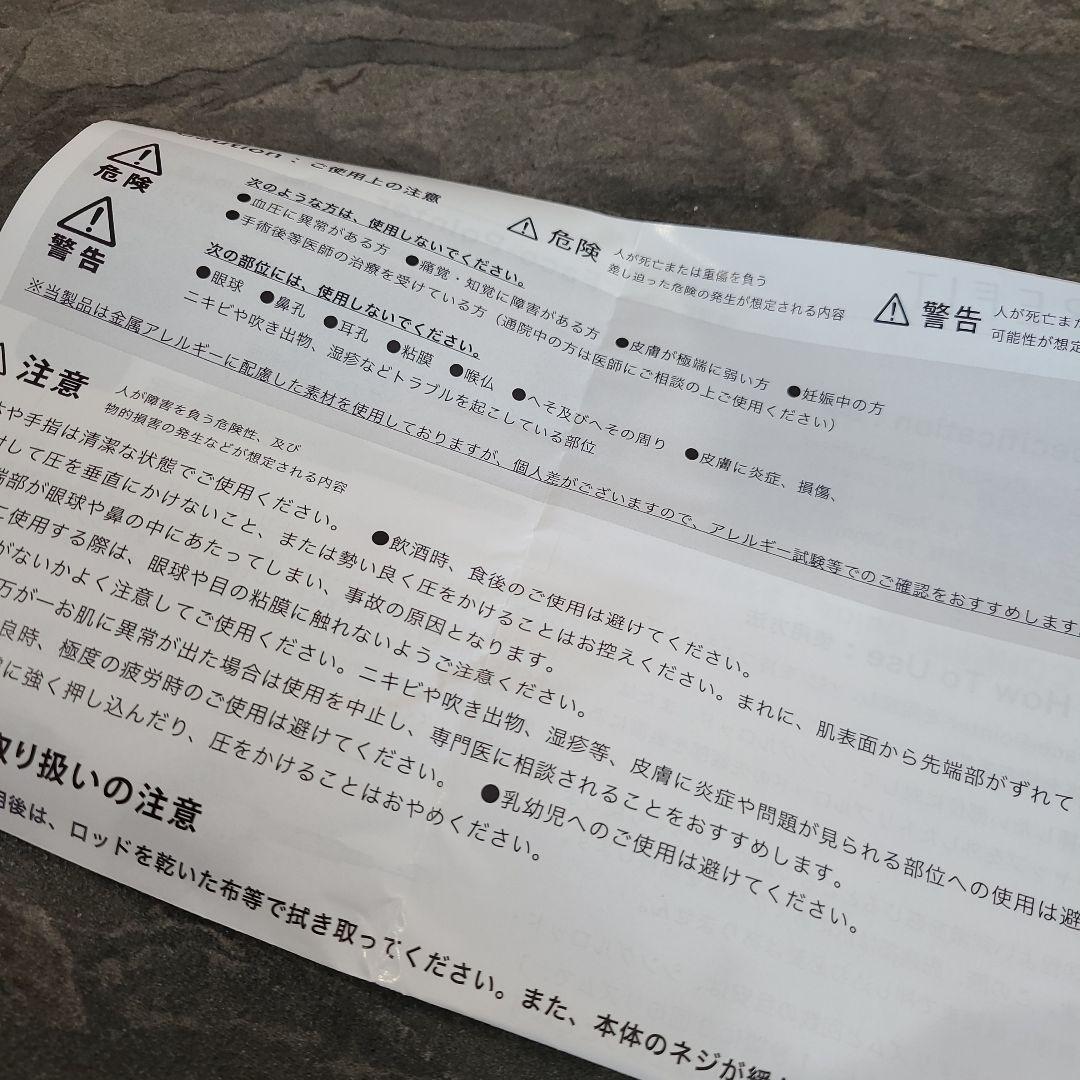 Caution : ご使用上の注意
危険
警告
危険
人が死亡または重傷を負う
差し迫った危険の発生が想定される内容
警告
人が死亡また
可能性が想定
次のような方は、使用しないでください。
●血圧に異常がある方 ●痛覚・知覚に障害がある方 ●皮膚が極端に弱い方 ●妊娠中の方
●手術後等医師の治療を受けている方（通院中の方は医師にご相談の上ご使用ください）
次の部位には、使用しないでください。
●眼球 ●鼻孔 ●耳孔 ●粘膜 ●喉仏 ●へそ及びへその周り ●皮膚に炎症、損傷、
ニキビや吹き出物、湿疹などトラブルを起こしている部位
※当製品は金属アレルギーに配慮した素材を使用しておりますが、個人差がございますので、アレルギー試験等でのご確認をおすすめします
注意
人が障害を負う危険性、及び
物的損害の発生などが想定される内容
や手指は清潔な状態でご使用ください。 ●飲酒時、食後のご使用は避けてください。
して圧を垂直にかけないこと、または勢い良く圧をかけることはお控えください。まれに、肌表面から先端部がずれて
端部が眼球や鼻の中にあたってしまい、事故の原因となります。
使用する際は、眼球や目の粘膜に触れないようご注意ください。
がないかよく注意してご使用ください。ニキビや吹き出物、湿疹等、皮膚に炎症や問題が見られる部位への使用は避
万が一お肌に異常が出た場合は使用を中止し、専門医に相談されることをおすすめします。
良時、極度の疲労時のご使用は避けてください。 ●乳幼児へのご使用は避けてください。
に強く押し込んだり、圧をかけることはおやめください。
取り扱いの注意
用後は、ロッドを乾いた布等で拭き取ってください。また、本体のネジが緩